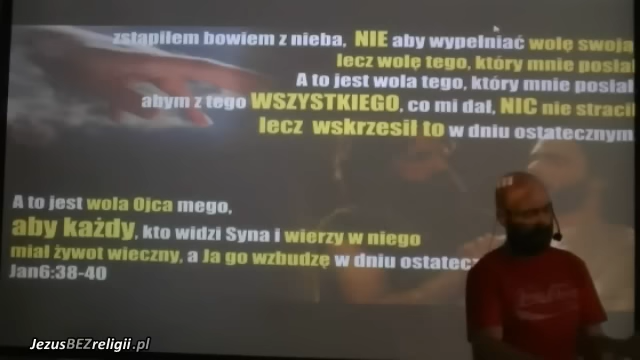 zstąpiłem bowiem z nieba, NIE aby wypełniać wolę swoją
lecz wolę tego, który mnie posłał
A to jest wola tego, który mnie posłał
abym z tego WSZYSTKIEGO, co mi dał, NIC nie stracił
lecz wskrzesił to w dniu ostatecznym
A to jest wola Ojca mego,
aby każdy, kto widzi Syna i wierzy w niego
miał żywot wieczny, a Ja go wzbudzę w dniu ostatec
Jan6:38-40
JezusBEZreligii.pl